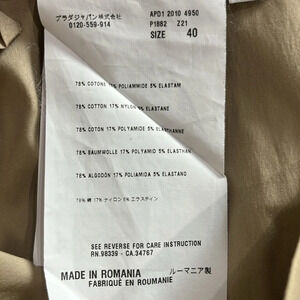 プラダジャパン株式会社
0120-559-914
APD1 2010 4950
P1882 Z21
SIZE 40
78% COTONE 17% POLIAMMIDE 5% ELASTAM
78% COTTON 17% NYLON 5% ELASTANE
78% COTON 17% POLYAMIDE 5% ELASTHANNE
78% BAUMWOLLE 17% POLYAMID 5% ELASTHAN
78% ALGODÓN 17% POLIAMIDA 5% ELASTANO
78% 綿 17% ナイロン 5% エラスティン
SEE REVERSE FOR CARE INSTRUCTION
RN.98339 - CA.34767
MADE IN ROMANIA ルーマニア製
FABRIQUÉ EN ROUMANIE